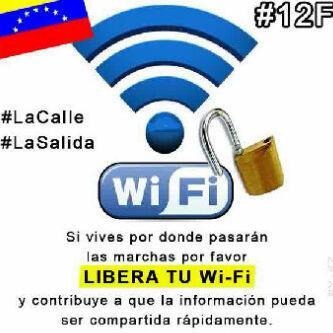 #12F
#LaCalle
#LaSalida
Wi Fi
Si vives por donde pasarán
las marchas por favor
LIBERA TU Wi-Fi
y contribuye a que la información pueda
ser compartida rápidamente.